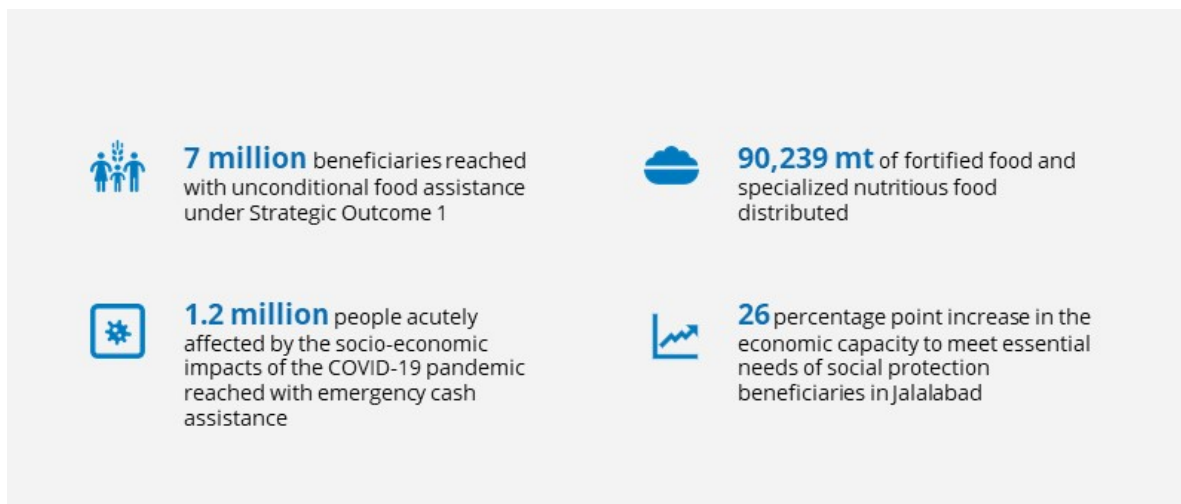 7 million beneficiaries reached
with unconditional food assistance
under Strategic Outcome 1
90,239 mt of fortified food and
specialized nutritious food
distributed
1.2 million people acutely
affected by the socio-economic
impacts of the COVID-19 pandemic
reached with emergency cash
assistance
26 percentage point increase in the
economic capacity to meet essential
needs of social protection
beneficiaries in Jalalabad